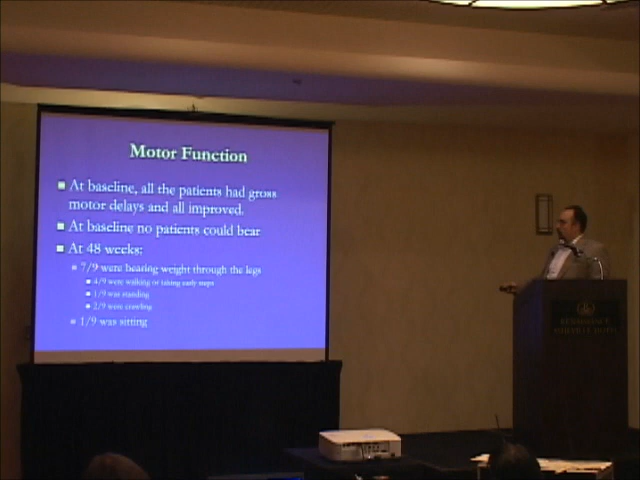 Motor Function
At baseline, all the patients had gross
motor delays and all improved.
At baseline no patients could bear
At 48 weeks:
7/9 were bearing weight through the legs
4/9 were walking or taking early steps
1/9 was standing
2/9 were crawling
1/9 was sitting
RENAISSANCE